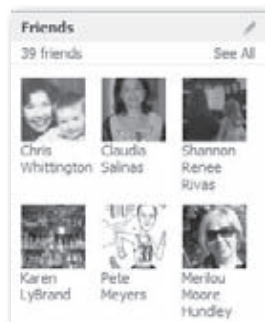 Friends
39 friends See All
Chris
Whittington
Claudia
Salinas
Shannon
Renee
Rivas
Karen
LyBrand
Pete
Meyers
Merilou
Moore
Hundley